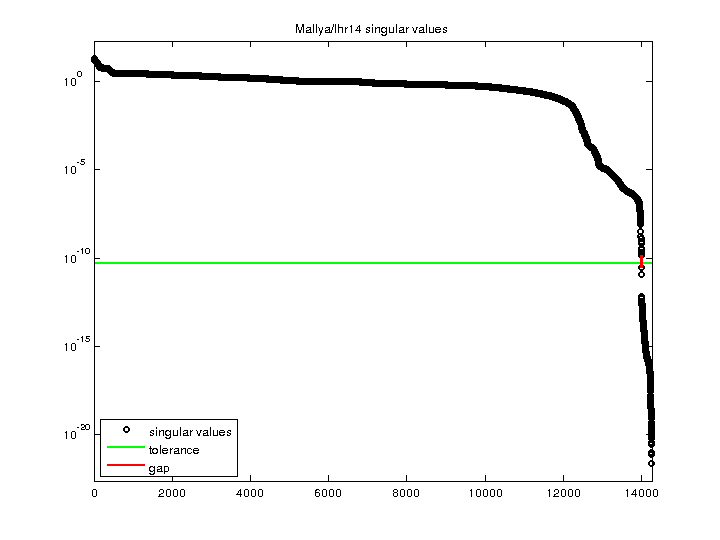 Mallya/lhr14 singular values
10^0
10^-5
10^-10
10^-15
10^-20
singular values
tolerance
gap
0 2000 4000 6000 8000 10000 12000 14000